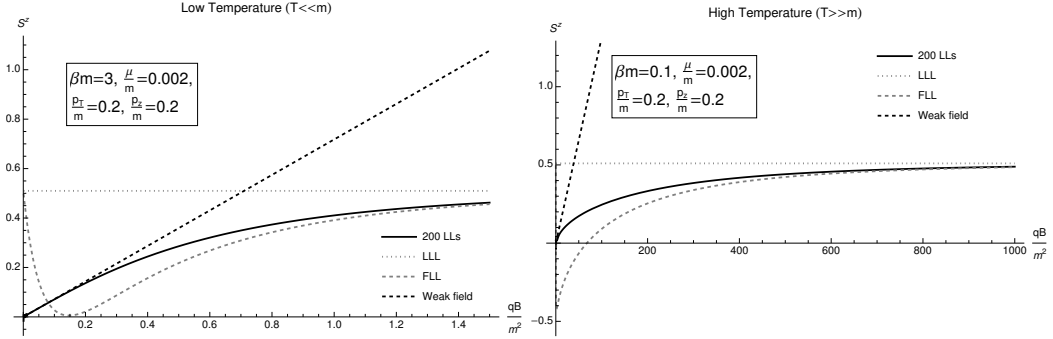 Low Temperature (T<<m)
S^z
βm=3, μ/m=0.002,
p_T/m=0.2, p_z/m=0.2
1.0
0.8
0.6
0.4
0.2
0.2 0.4 0.6 0.8 1.0 1.2 1.4
qB/m²
200 LLs
LLL
FLL
Weak field
High Temperature (T>>m)
S^z
βm=0.1, μ/m=0.002,
p_T/m=0.2, p_z/m=0.2
200 LLs
LLL
FLL
Weak field
1.0
0.5
-0.5
200 400 600 800 1000
qB/m²